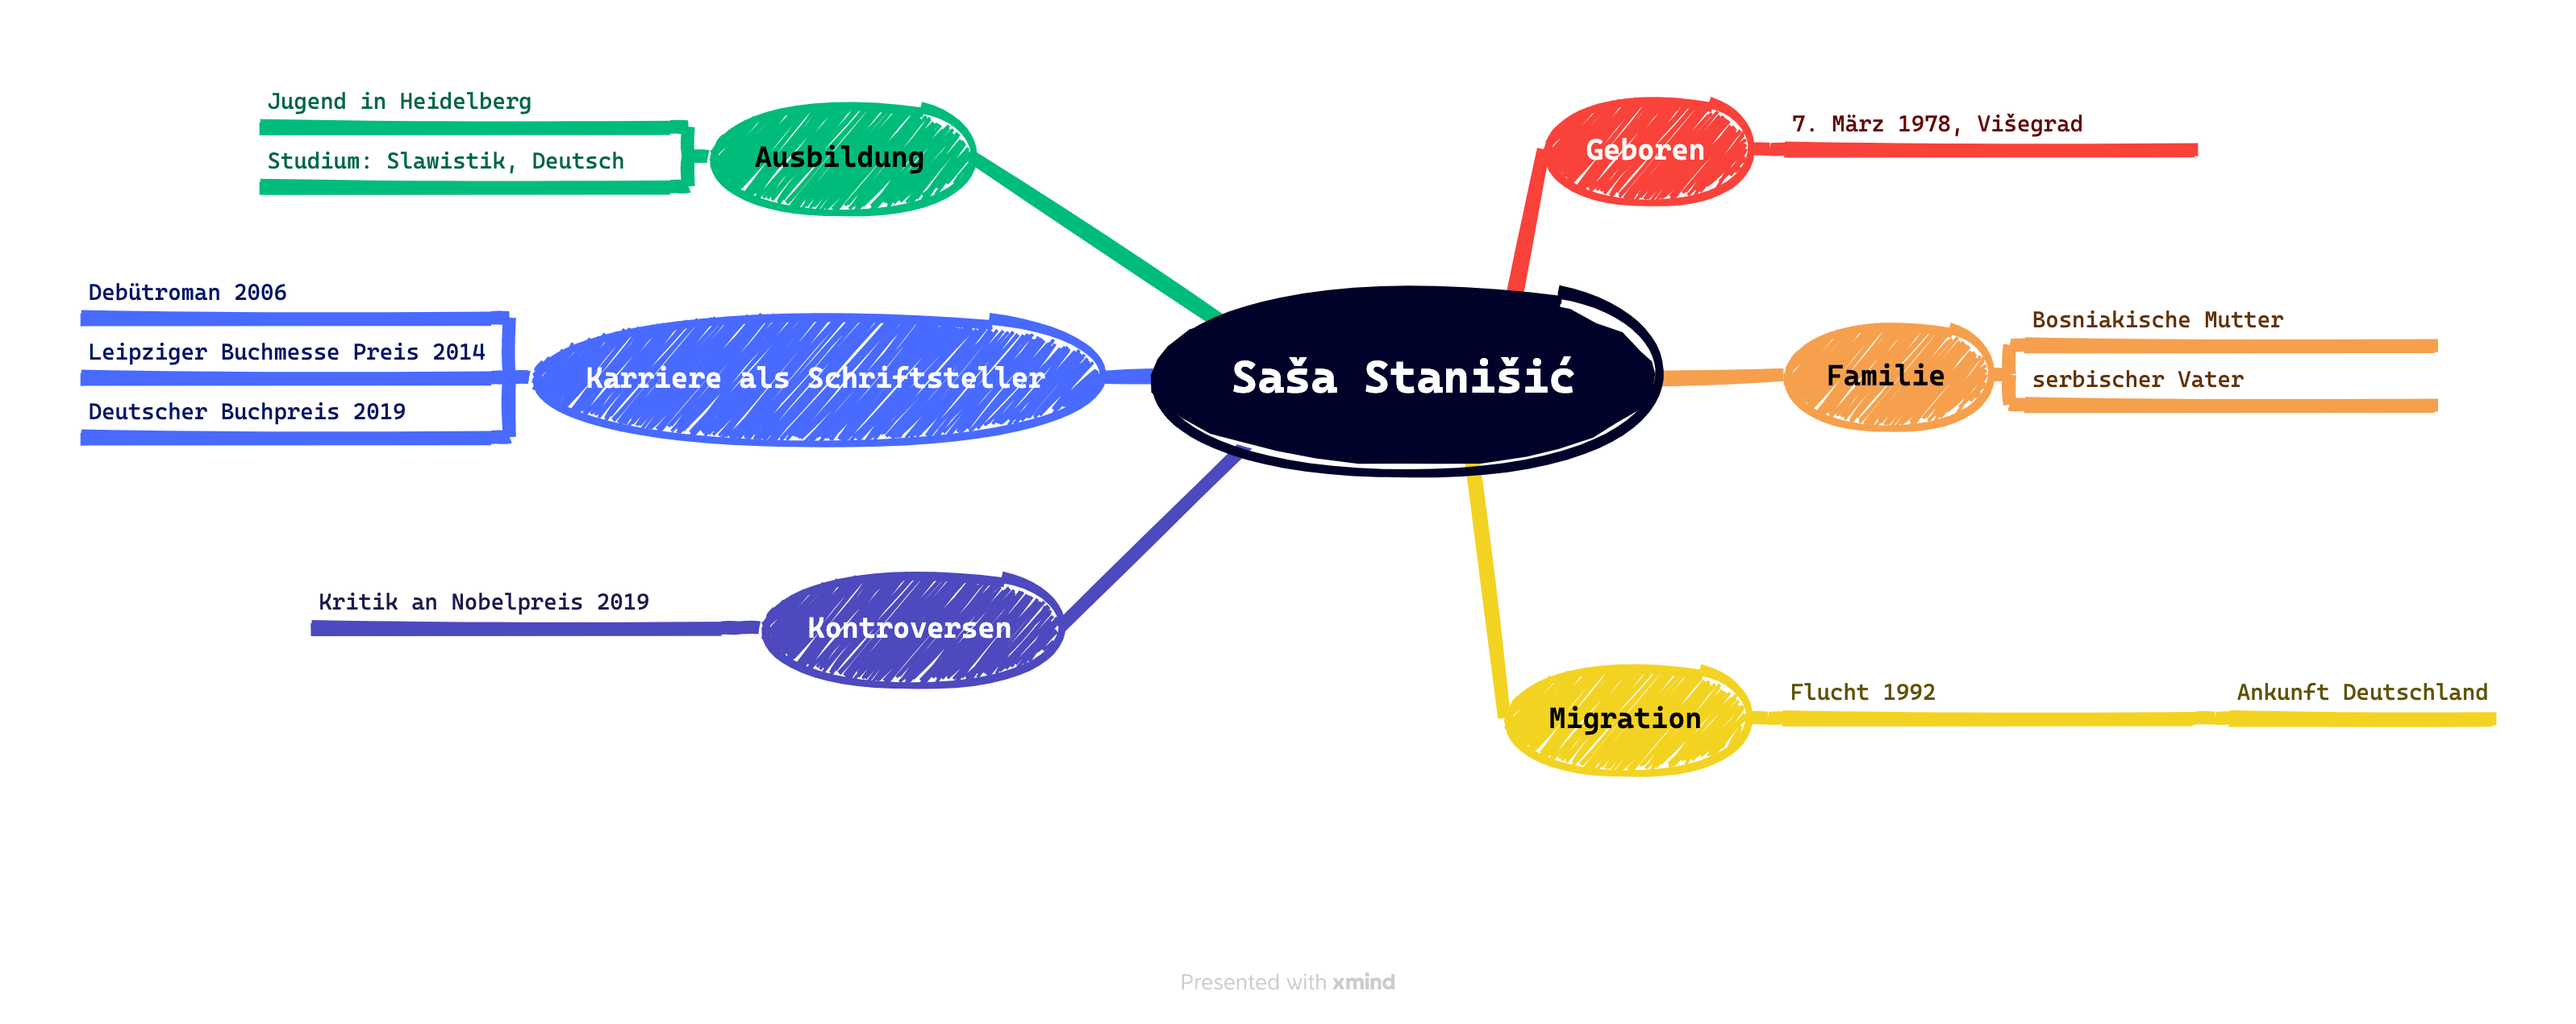 Saša Stanišić
Geboren
7. März 1978, Višegrad
Familie
Bosniakische Mutter
serbischer Vater
Migration
Flucht 1992
Ankunft Deutschland
Ausbildung
Jugend in Heidelberg
Studium: Slawistik, Deutsch
Karriere als Schriftsteller
Debütroman 2006
Leipziger Buchmesse Preis 2014
Deutscher Buchpreis 2019
Kontroversen
Kritik an Nobelpreis 2019
Presented with xmind